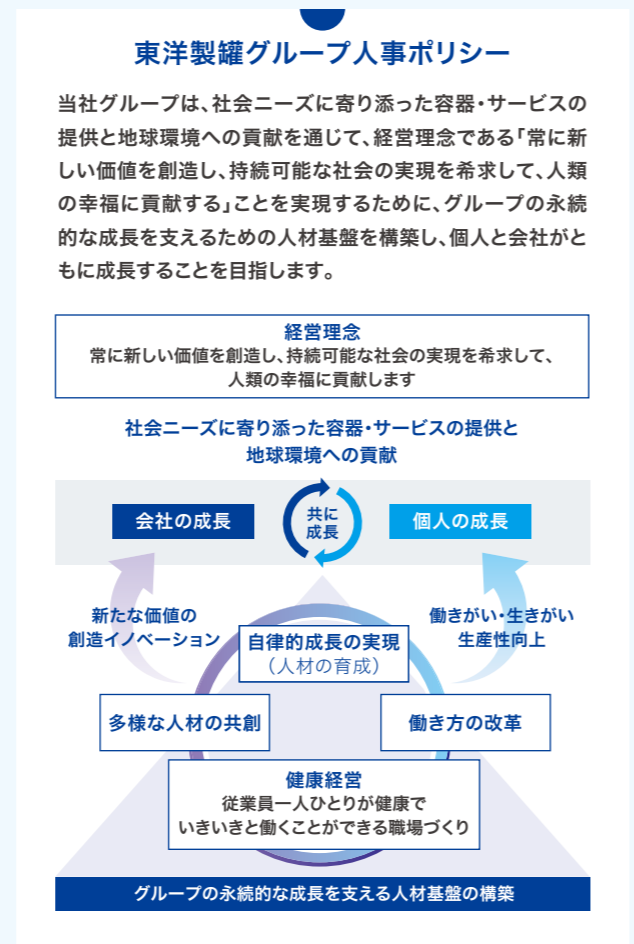 東洋製罐グループ人事ポリシー
当社グループは、社会ニーズに寄り添った容器・サービスの
提供と地球環境への貢献を通じて、経営理念である「常に新
しい価値を創造し、持続可能な社会の実現を希求して、人類
の幸福に貢献する」ことを実現するために、グループの永続
的な成長を支えるための人材基盤を構築し、個人と会社がと
もに成長することを目指します。
経営理念
常に新しい価値を創造し、持続可能な社会の実現を希求して、
人類の幸福に貢献します
社会ニーズに寄り添った容器・サービスの提供と
地球環境への貢献
会社の成長
共に
成長
個人の成長
新たな価値の
創造イノベーション
働きがい・生きがい
生産性向上
自律的成長の実現
（人材の育成）
多様な人材の共創
働き方の改革
健康経営
従業員一人ひとりが健康で
いきいきと働くことができる職場づくり
グループの永続的な成長を支える人材基盤の構築